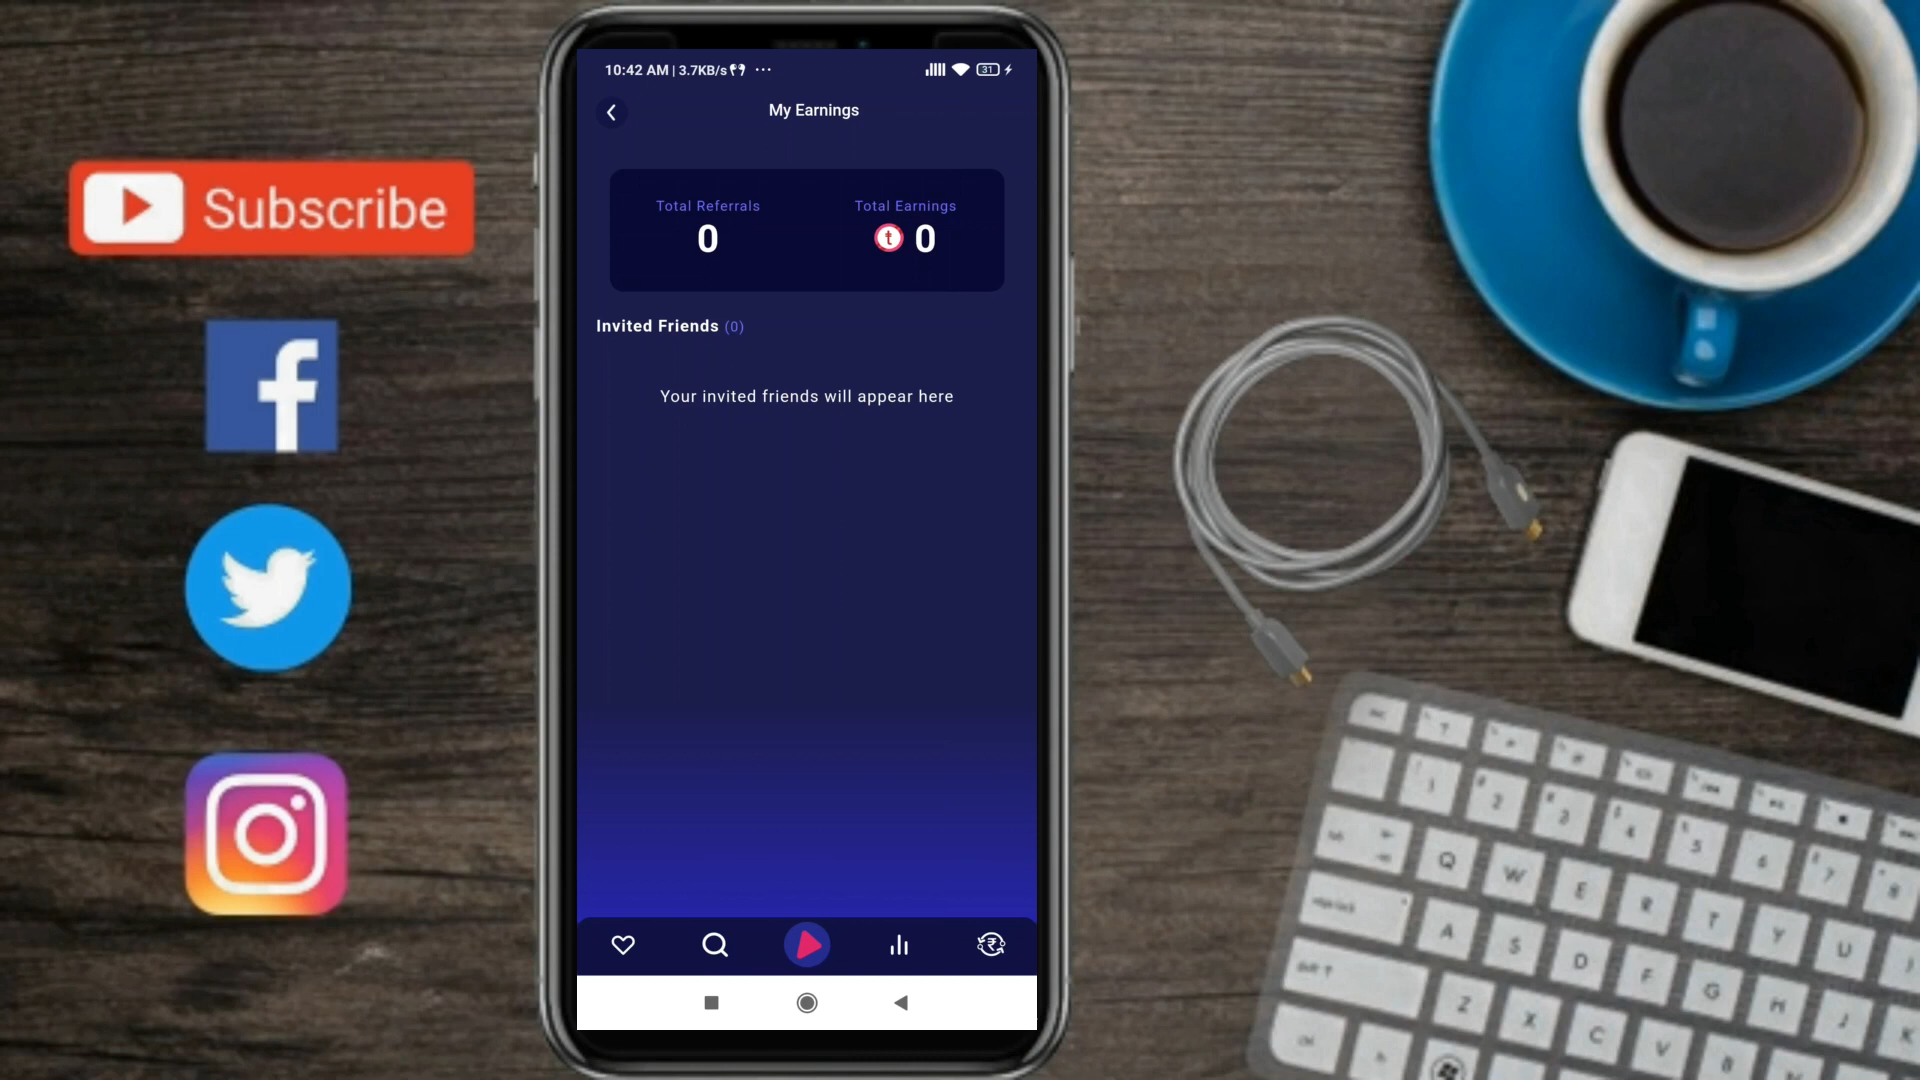 Subscribe
10:42 AM | 3.7KB/s ...
31
My Earnings
Total Referrals
Total Earnings
0
0
Invited Friends (0)
Your invited friends will appear here
Q W E R T Y U
A S D F G H J K
Z X C V B